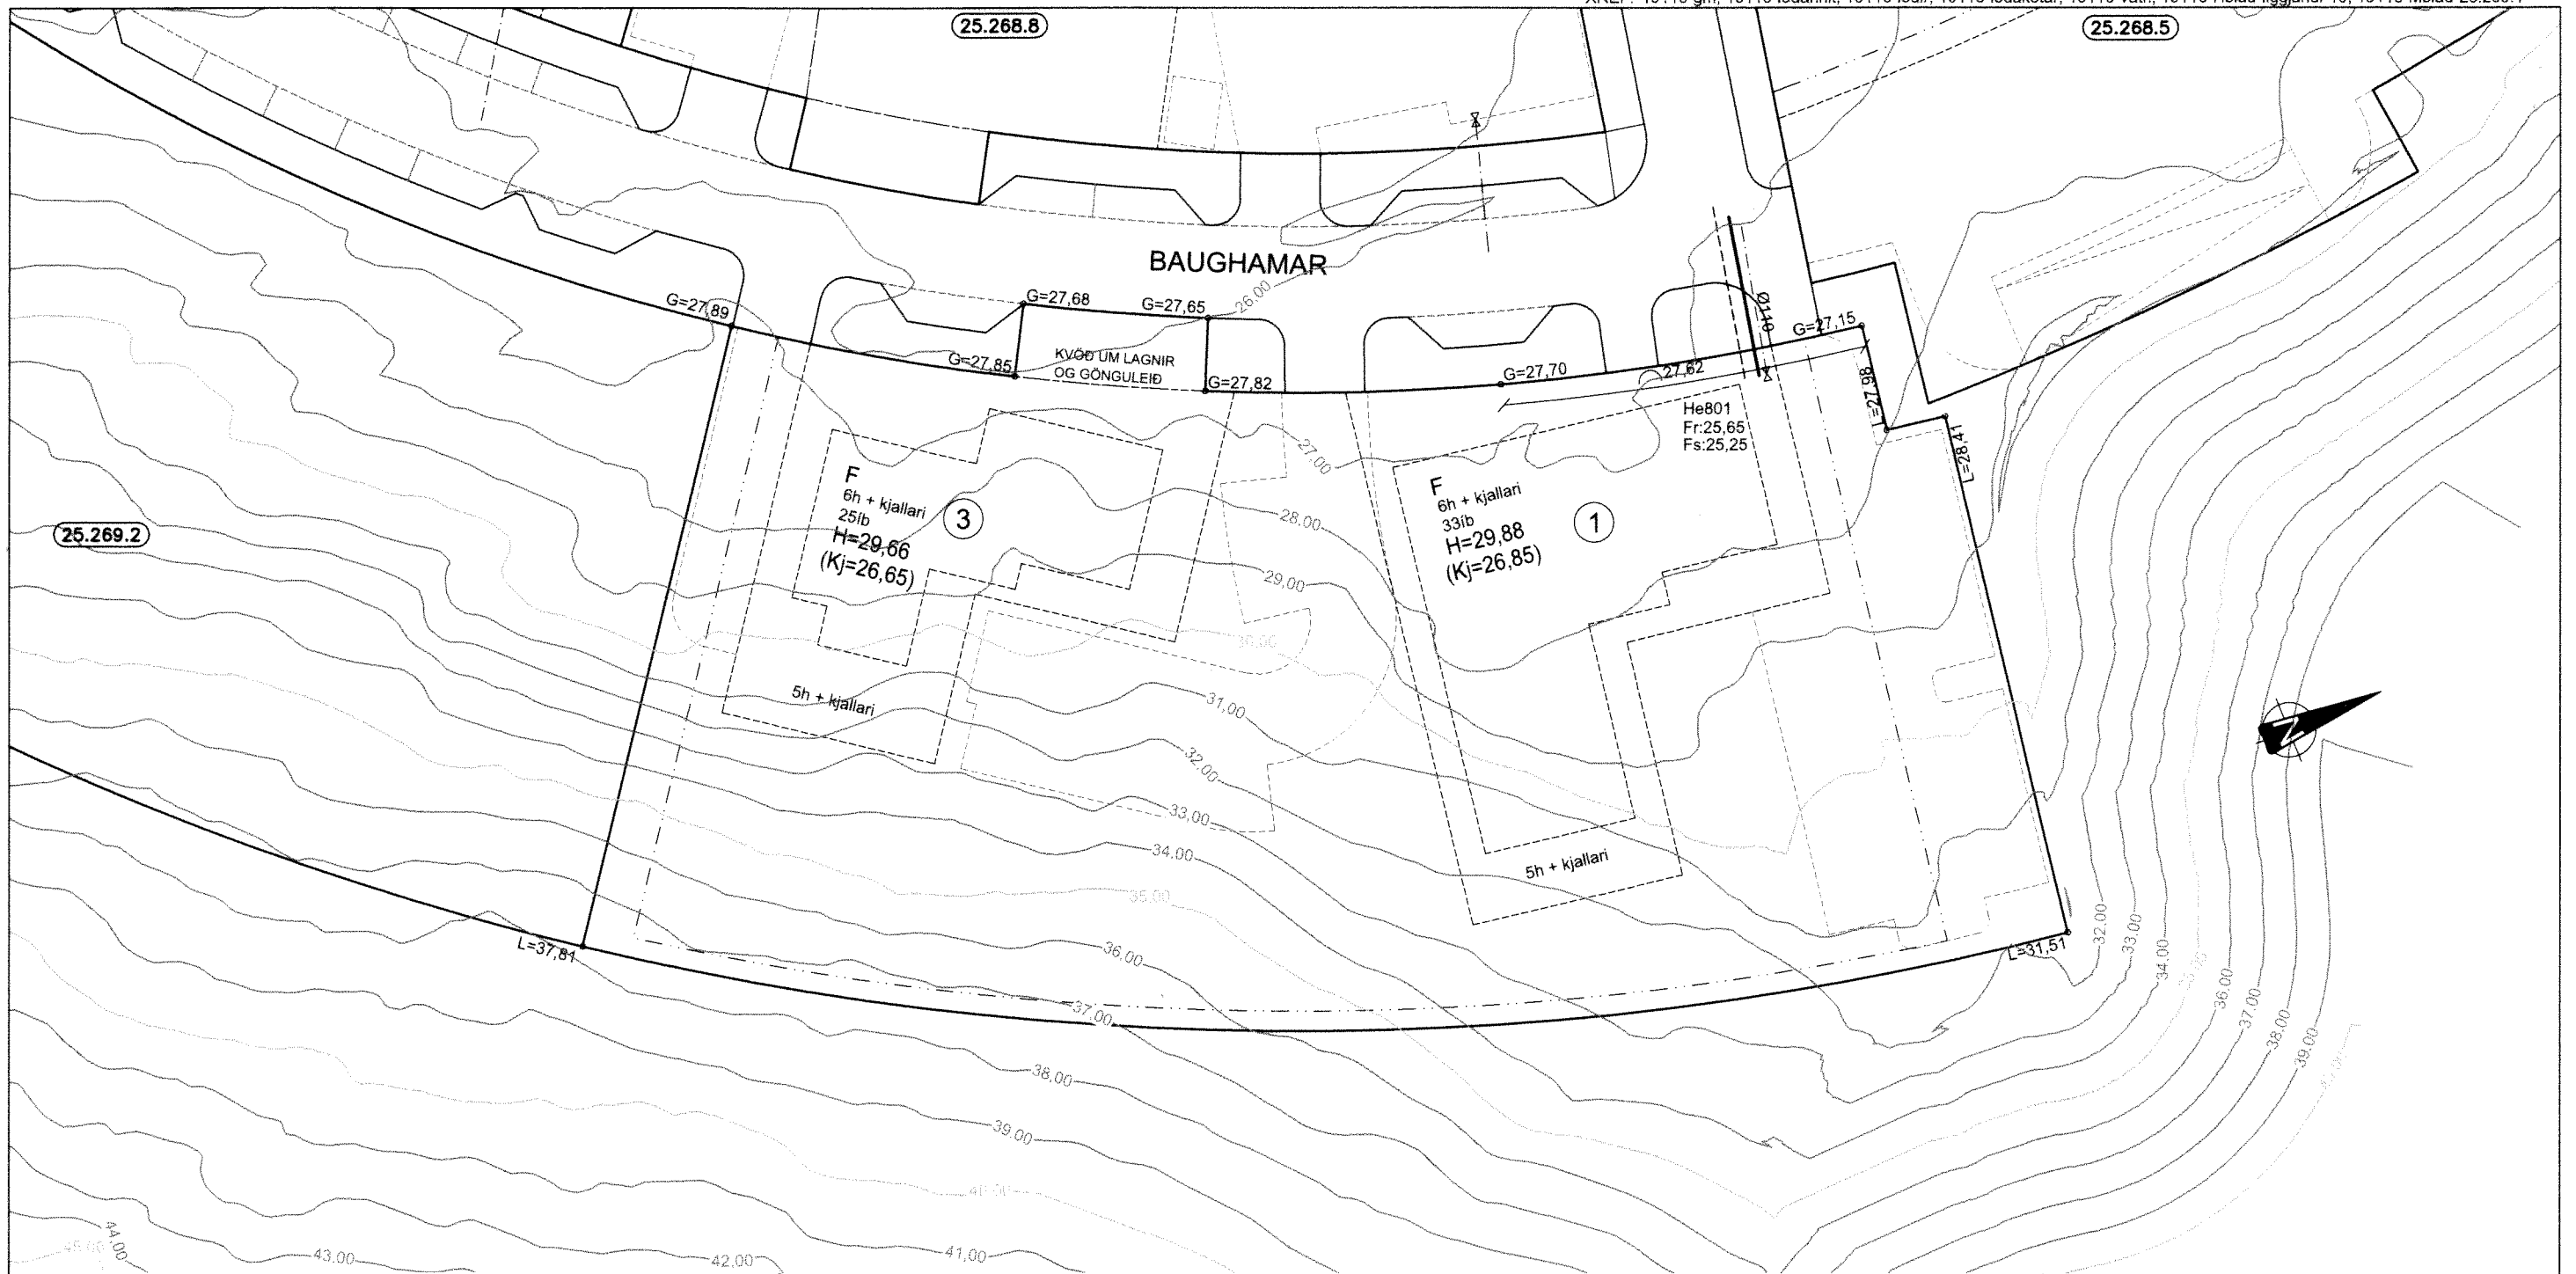 25.268.8
25.268.5
BAUGHAMAR
G=27,89
G=27,68
G=27,65
26,00
Ø110
G=27,15
G=27,85
KVÖÐ UM LAGNIR
OG GÖNGULEIÐ
G=27,82
G=27,70
27,62
L=27,98
He801
Fr:25,65
Fs:25,25
L=28,41
27,00
F
6h + kjallari
25íb
H=29,66
(Kj=26,65)
3
F
6h + kjallari
33íb
H=29,88
(Kj=26,85)
1
25.269.2
28,00
29,00
30,00
5h + kjallari
31,00
32,00
33,00
34.00
35,00
5h + kjallari
36,00
37,00
38,00
39,00
L=37,81
L=31,51
32.00
33.00
34.00
36.00
37.00
38.00
39.00
N
44,00
43,00
42,00
41,00